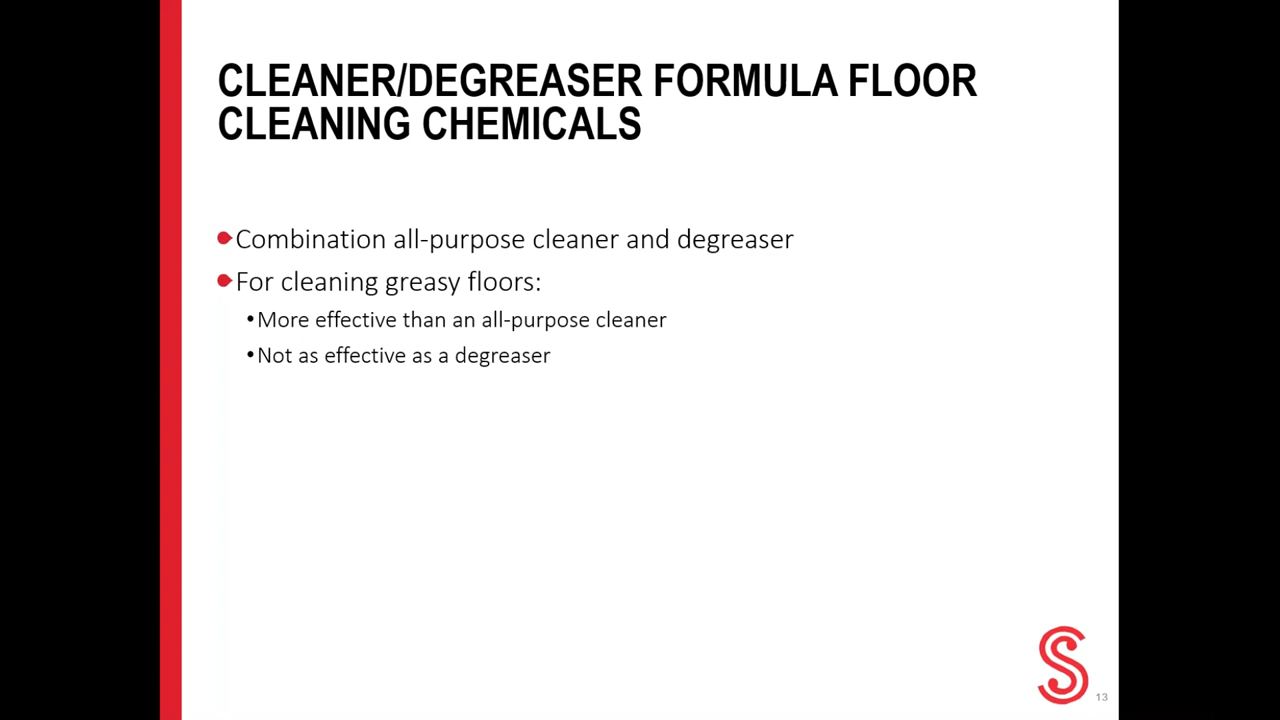 CLEANER/DEGREASER FORMULA FLOOR
CLEANING CHEMICALS
Combination all-purpose cleaner and degreaser
For cleaning greasy floors:
•More effective than an all-purpose cleaner
•Not as effective as a degreaser
S
13